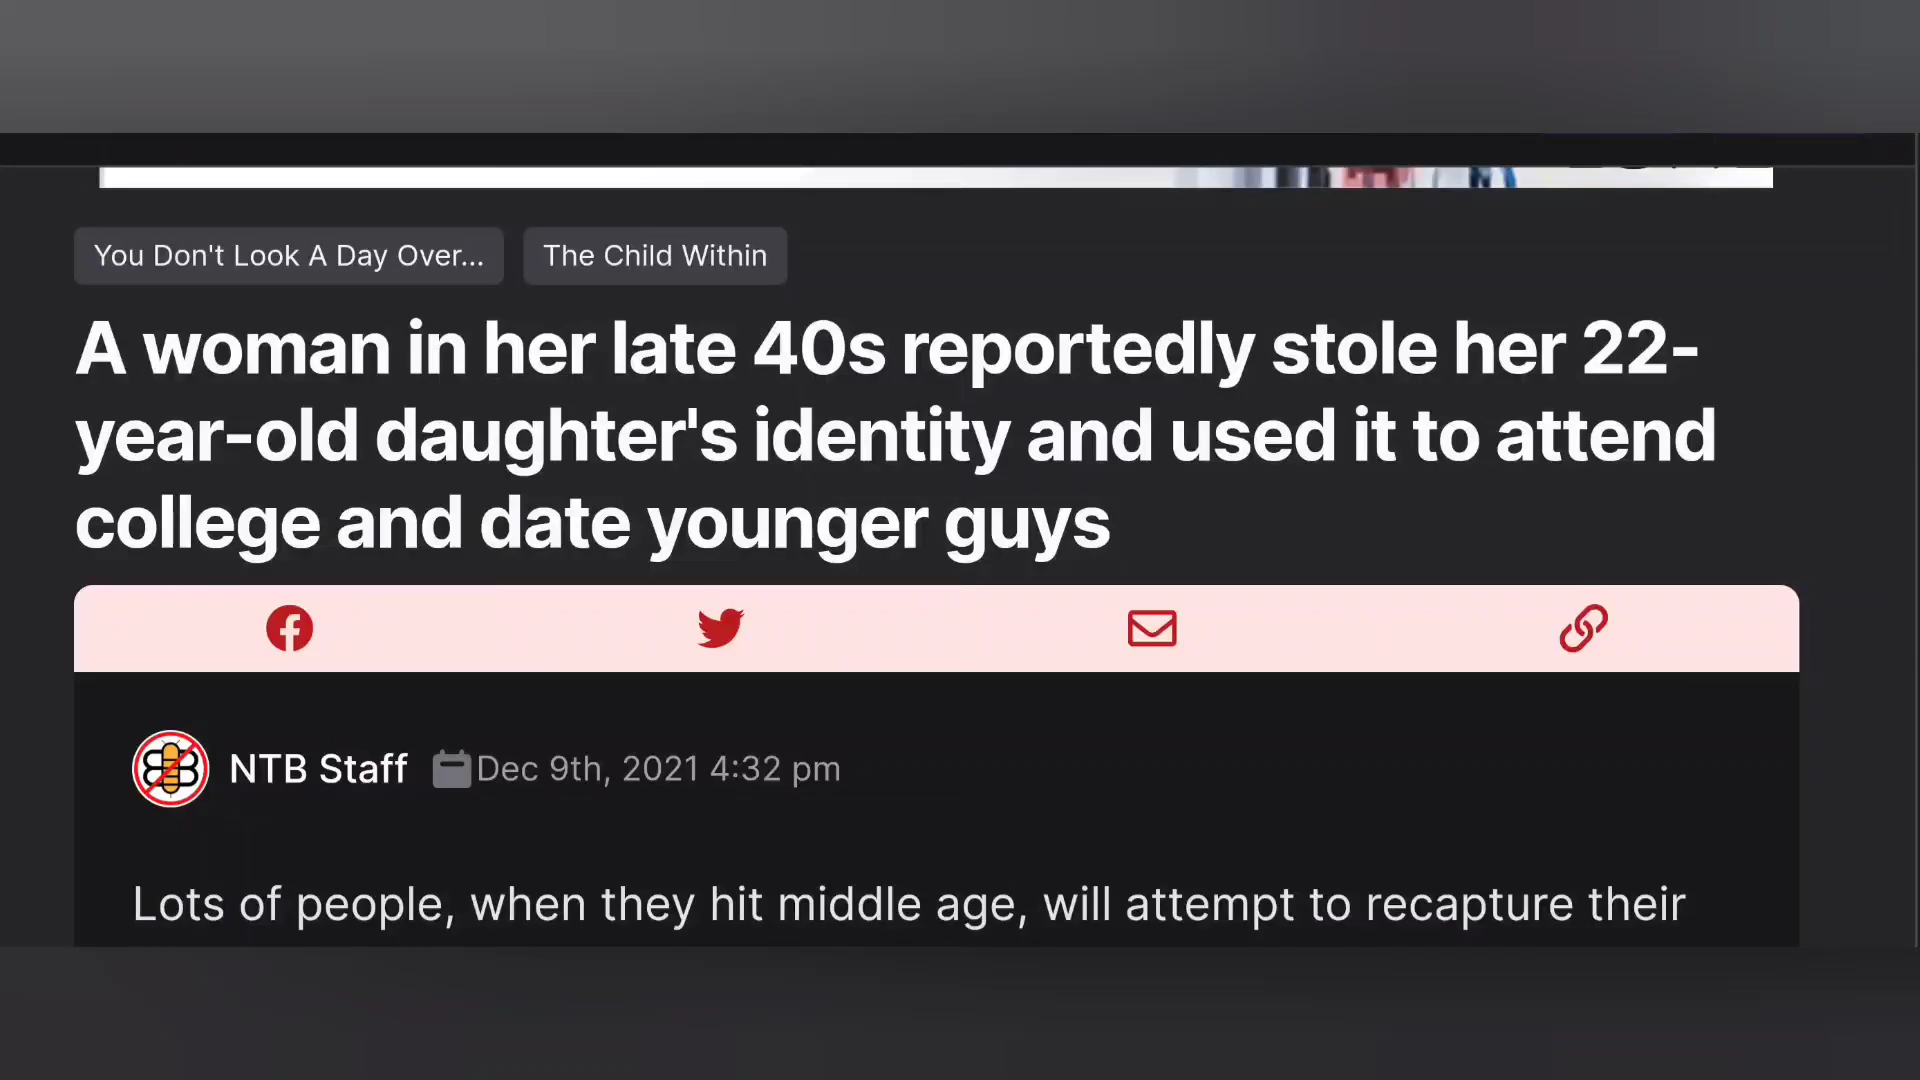 You Don't Look A Day Over...
The Child Within
A woman in her late 40s reportedly stole her 22-
year-old daughter's identity and used it to attend
college and date younger guys
NTB Staff Dec 9th, 2021 4:32 pm
Lots of people, when they hit middle age, will attempt to recapture their